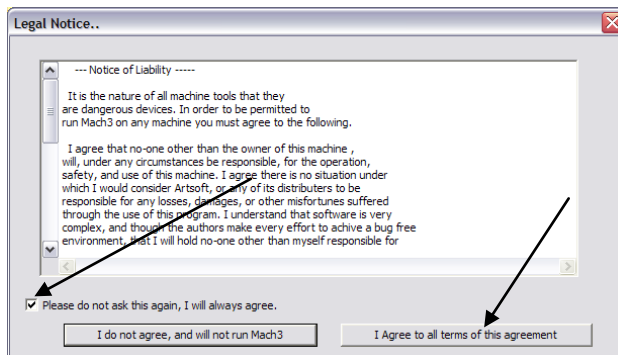 Legal Notice..
--- Notice of Liability -----
It is the nature of all machine tools that they
are dangerous devices. In order to be permitted to
run Mach3 on any machine you must agree to the following.
I agree that no-one other than the owner of this machine ,
will, under any circumstances be responsible, for the operation,
safety, and use of this machine. I agree there is no situation under
which I would consider Artsoft, or any of its distributers to be
responsible for any losses, damages, or other misfortunes suffered
through the use of this program. I understand that software is very
complex, and though the authors make every effort to achive a bug free
environment, that I will hold no-one other than myself responsible for
Please do not ask this again, I will always agree.
I do not agree, and will not run Mach3
I Agree to all terms of this agreement